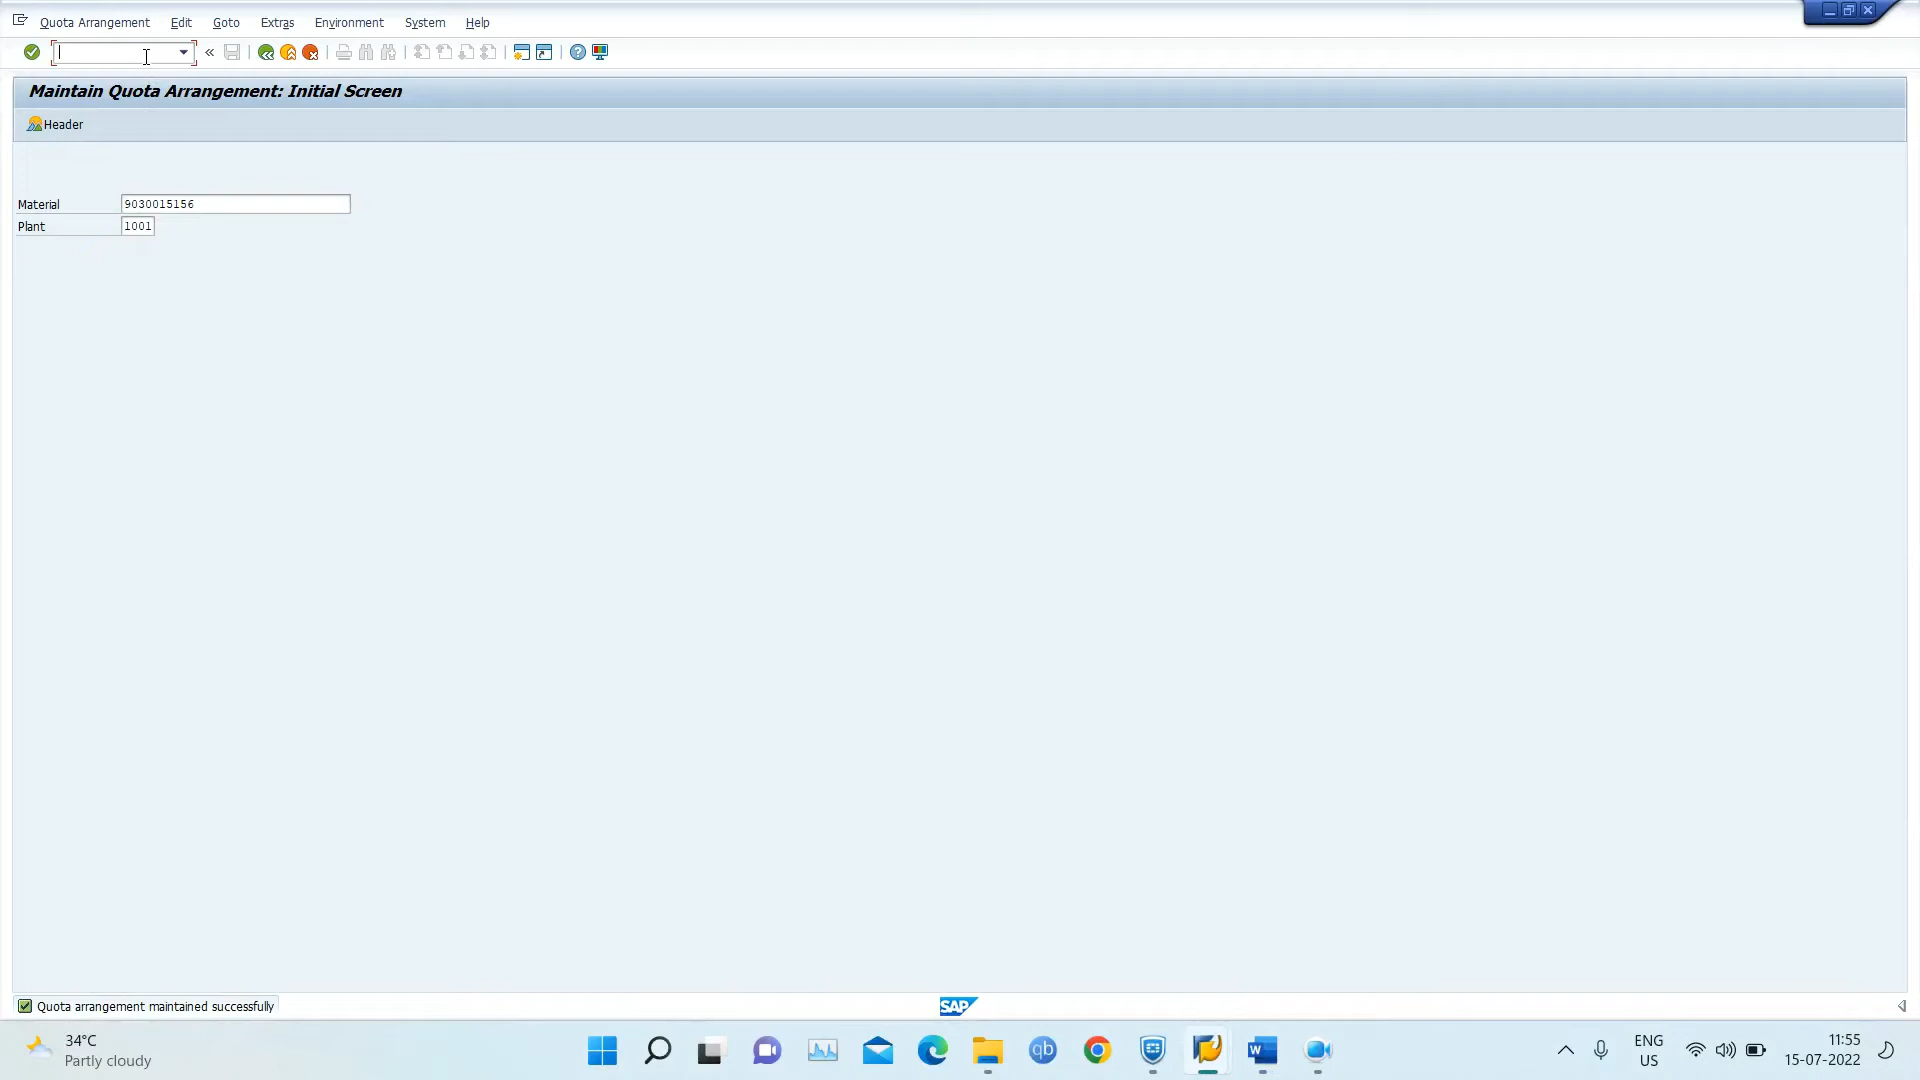 Quota Arrangement Edit Goto Extras Environment System Help
Maintain Quota Arrangement: Initial Screen
Header
Material 9030015156
Plant 1001
Quota arrangement maintained successfully
SAP
34°C
Partly cloudy
qb
W
ENG
US
11:55
15-07-2022